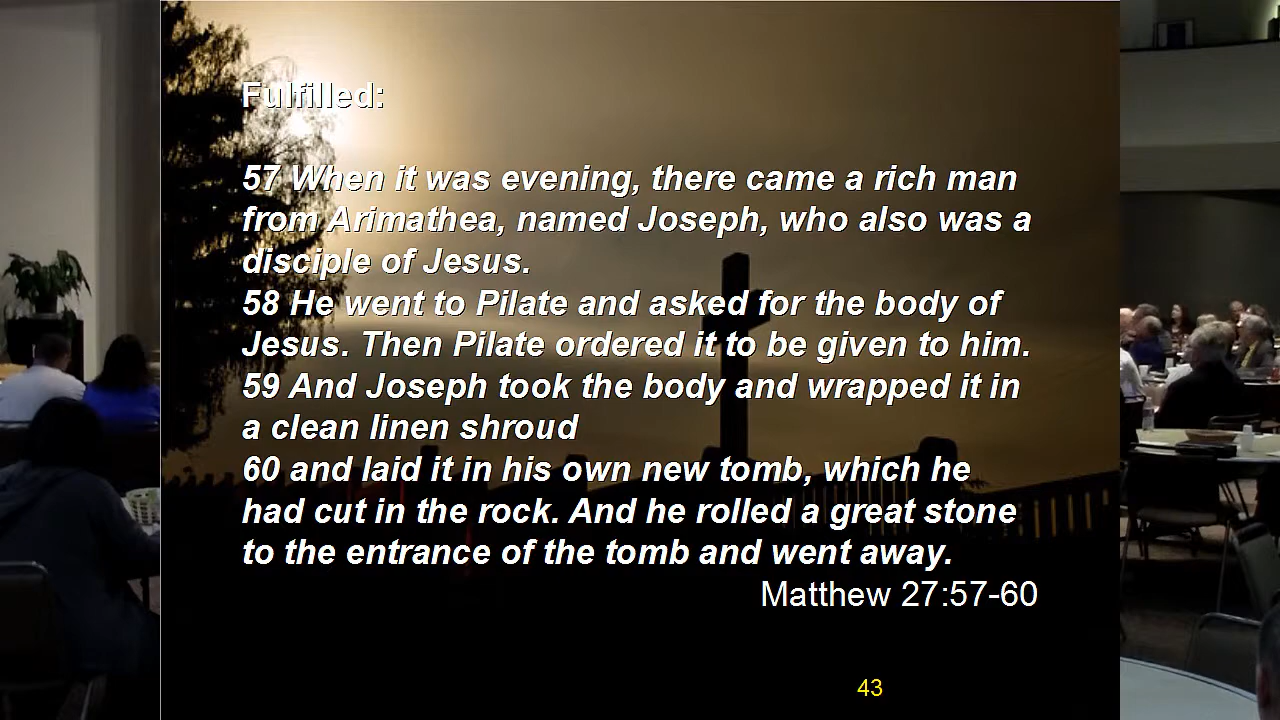 Fulfilled:
57 When it was evening, there came a rich man
from Arimathea, named Joseph, who also was a
disciple of Jesus.
58 He went to Pilate and asked for the body of
Jesus. Then Pilate ordered it to be given to him.
59 And Joseph took the body and wrapped it in
a clean linen shroud
60 and laid it in his own new tomb, which he
had cut in the rock. And he rolled a great stone
to the entrance of the tomb and went away.
Matthew 27:57-60
43